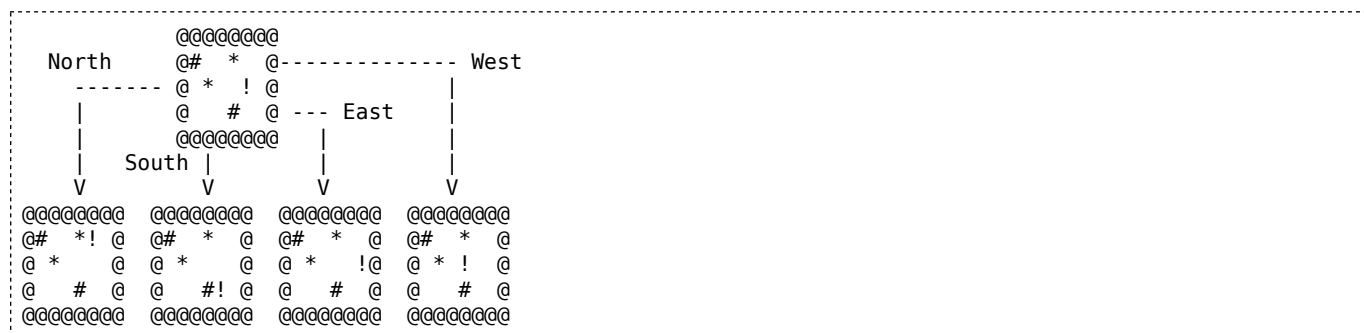 @@@@@@@@
  North     @#  *  @-------------- West
    ------- @ *  ! @             |
    |       @   #  @ --- East    |
    |       @@@@@@@@   |         |
    |   South |        |         |
    V         V        V         V
@@@@@@@@  @@@@@@@@  @@@@@@@@  @@@@@@@@
@#  *! @  @#  *  @  @#  *  @  @#  *  @
@ *    @  @ *    @  @ *   !@  @ * !  @
@   #  @  @   #! @  @   #  @  @   #  @
@@@@@@@@  @@@@@@@@  @@@@@@@@  @@@@@@@@